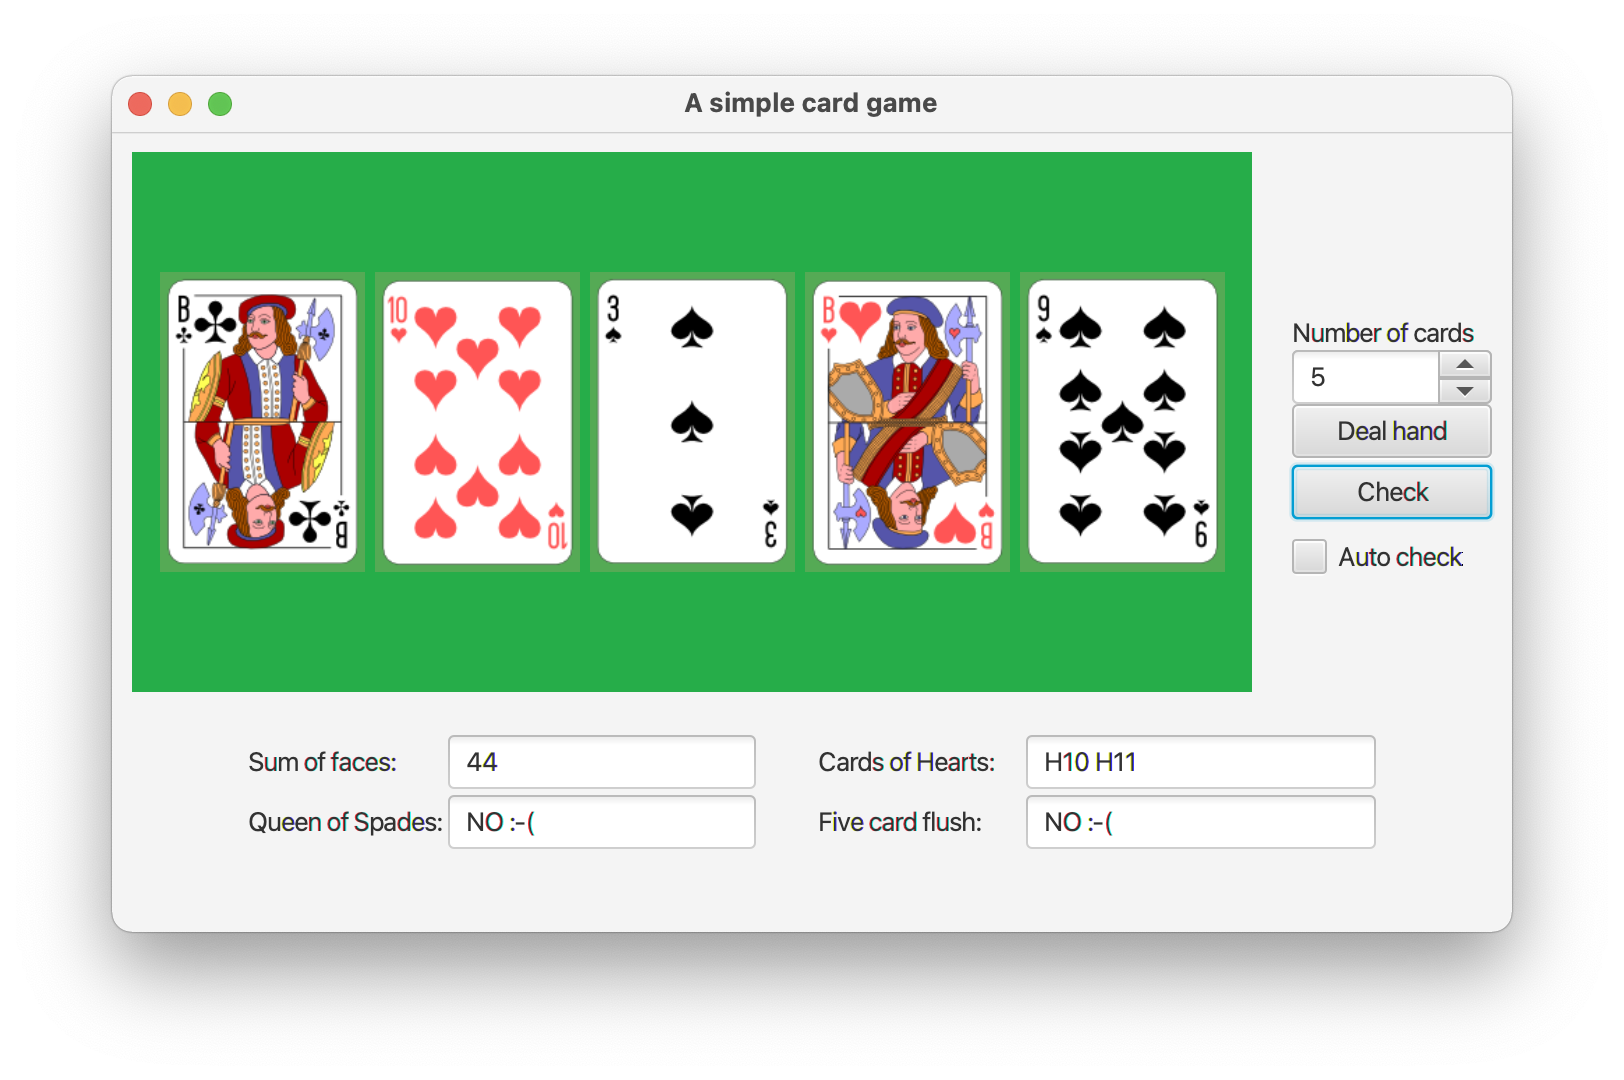 A simple card game
B
10
3
B
9
B
10
3
B
9
Number of cards
5
Deal hand
Check
Auto check
Sum of faces: 44
Cards of Hearts: H10 H11
Queen of Spades: NO :-(
Five card flush: NO :-(